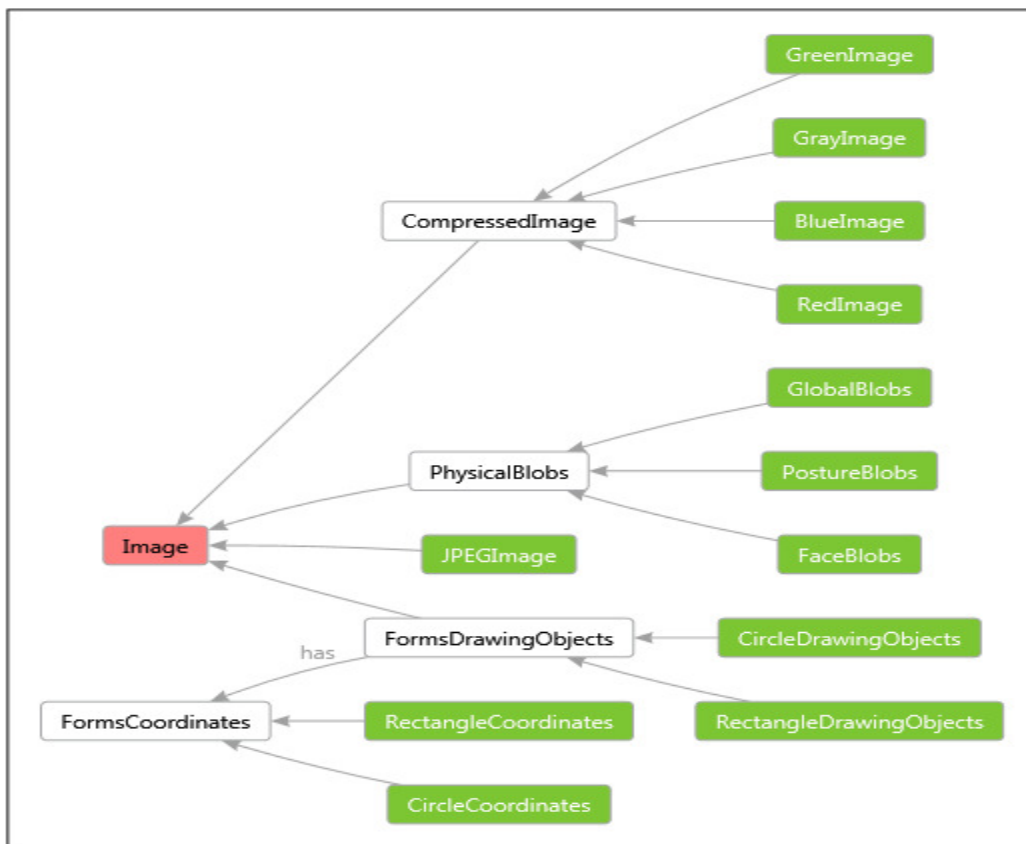 GreenImage
GrayImage
CompressedImage
BlueImage
RedImage
GlobalBlobs
PhysicalBlobs
PostureBlobs
Image
JPEGImage
FaceBlobs
FormsDrawingObjects
CircleDrawingObjects
has
FormsCoordinates
RectangleCoordinates
RectangleDrawingObjects
CircleCoordinates